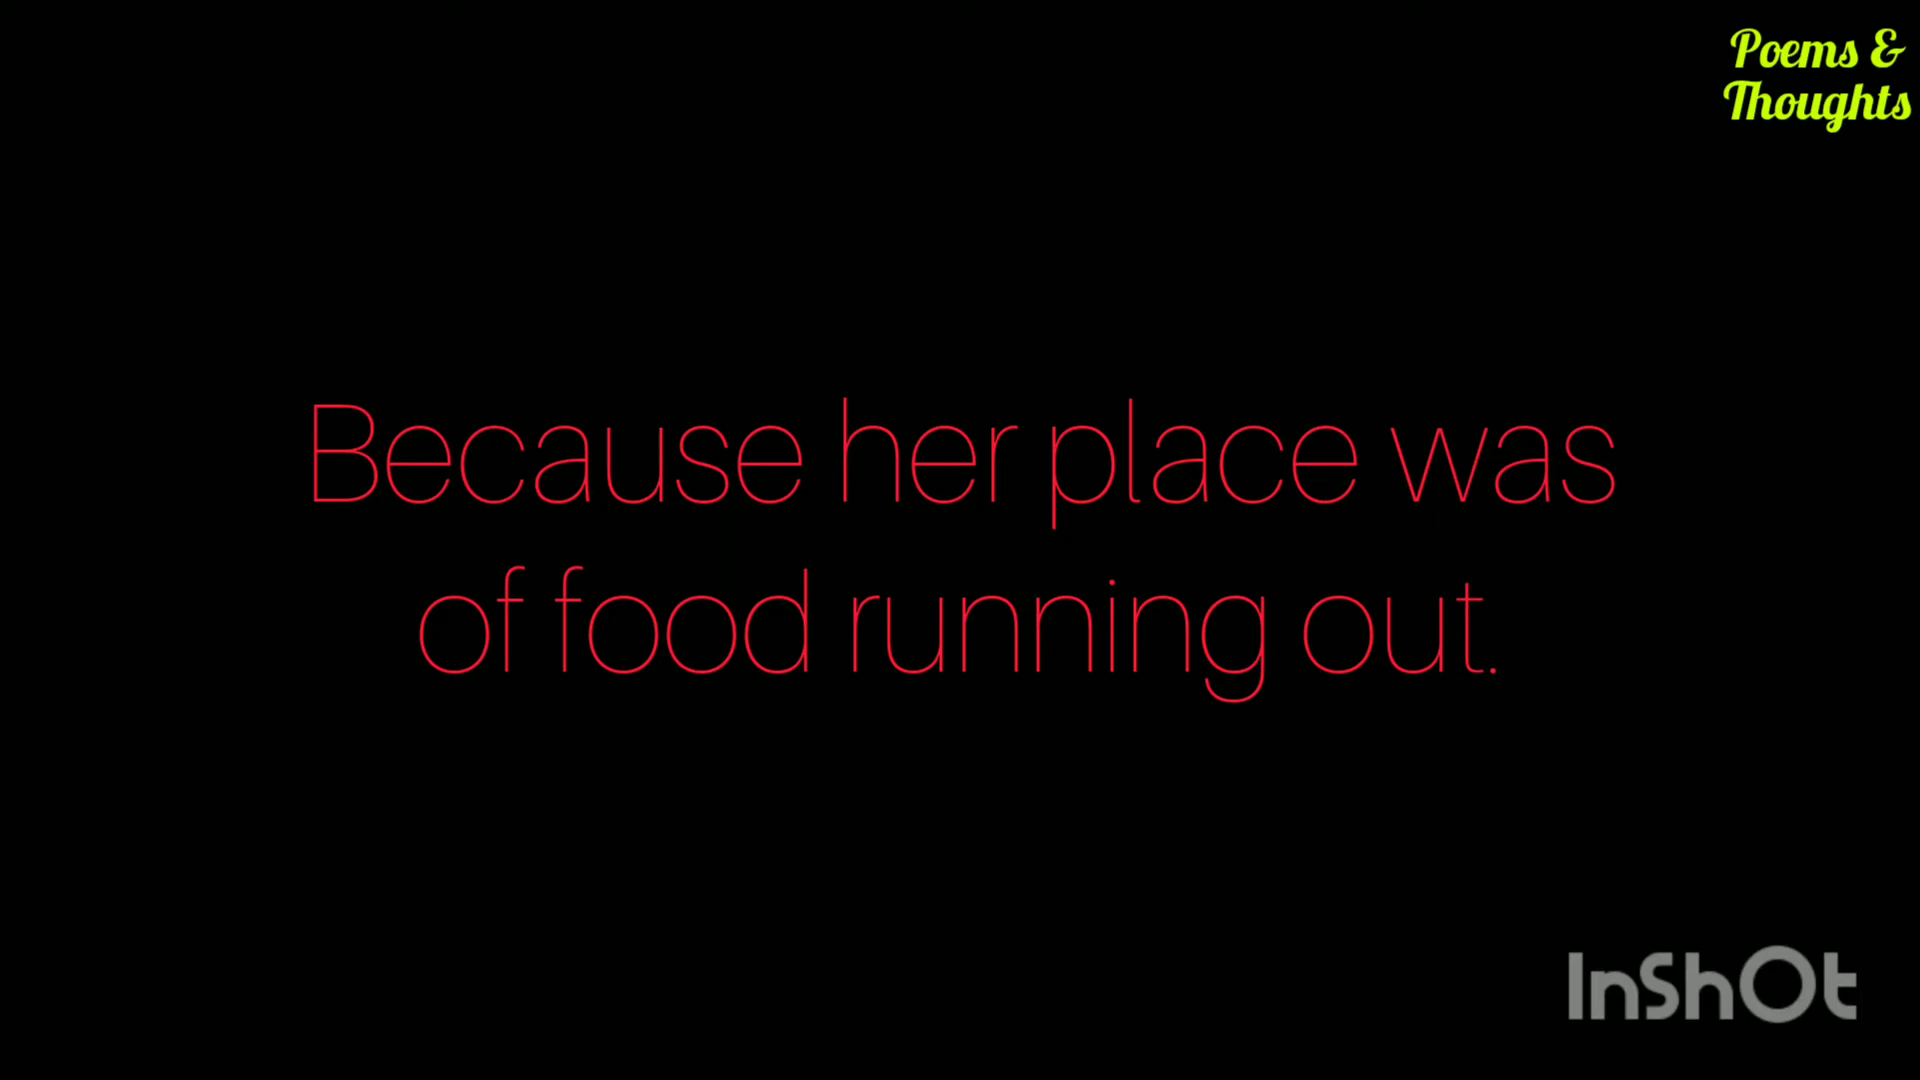 Poems &
Thoughts
Because her place was
of food running out.
InShOt